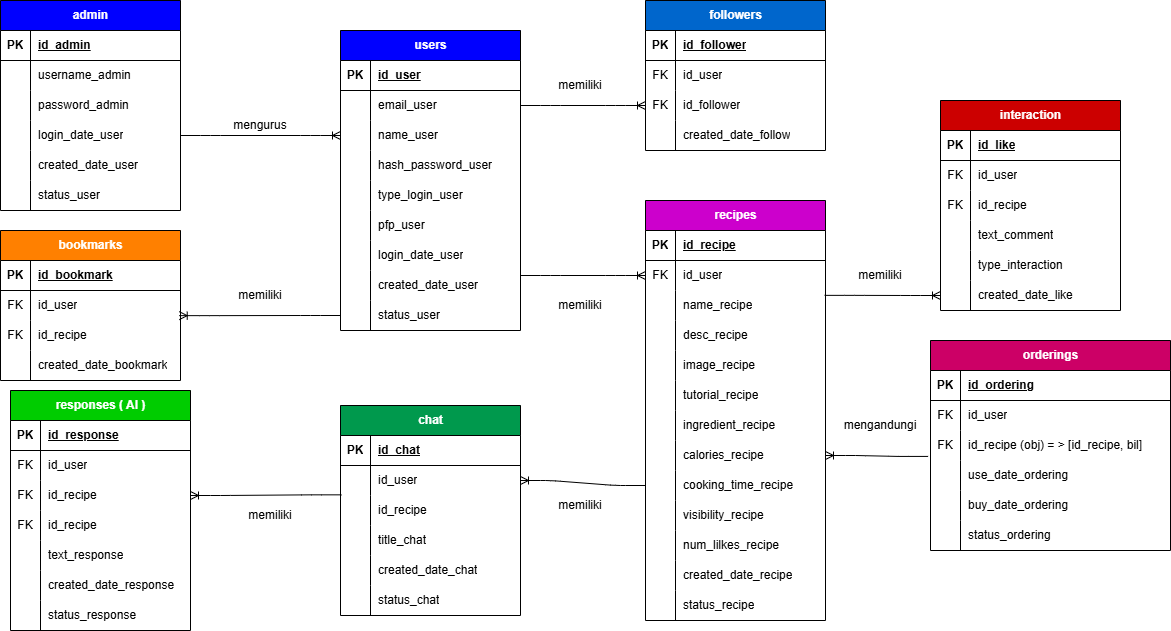 admin
PK id_admin
username_admin
password_admin
login_date_user
created_date_user
status_user
mengurus
users
PK id_user
email_user
name_user
hash_password_user
type_login_user
pfp_user
login_date_user
created_date_user
status_user
memiliki
followers
PK id_follower
FK id_user
FK id_follower
created_date_follow
interaction
PK id_like
FK id_user
FK id_recipe
text_comment
type_interaction
created_date_like
bookmarks
PK id_bookmark
FK id_user
FK id_recipe
created_date_bookmark
memiliki
memiliki
recipes
PK id_recipe
FK id_user
name_recipe
desc_recipe
image_recipe
tutorial_recipe
ingredient_recipe
calories_recipe
cooking_time_recipe
visibility_recipe
num_lilkes_recipe
created_date_recipe
status_recipe
memiliki
orderings
PK id_ordering
FK id_user
FK id_recipe (obj) = > [id_recipe, bil]
use_date_ordering
buy_date_ordering
status_ordering
mengandungi
responses ( AI )
PK id_response
FK id_user
FK id_recipe
FK id_recipe
text_response
created_date_response
status_response
memiliki
chat
PK id_chat
id_user
id_recipe
title_chat
created_date_chat
status_chat
memiliki